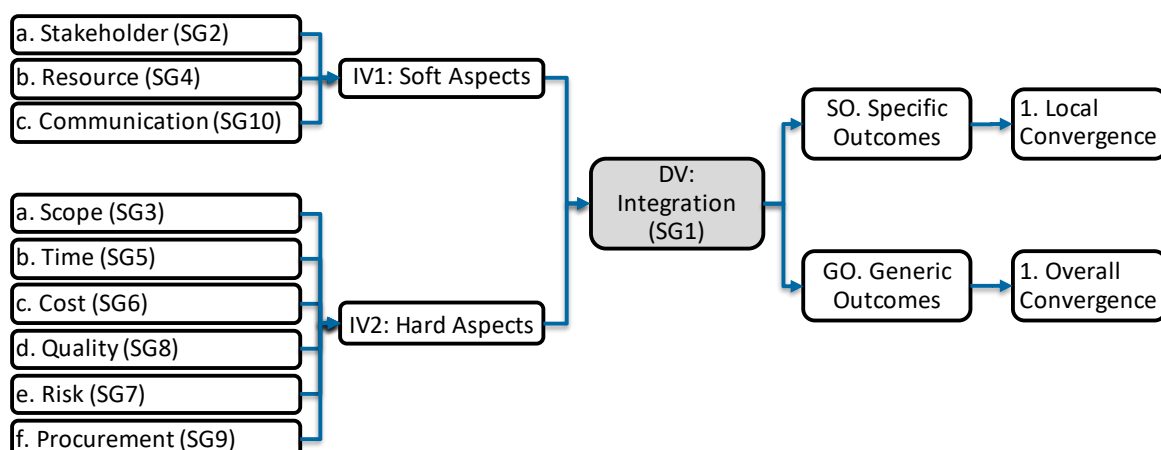 a. Stakeholder (SG2)
b. Resource (SG4)
c. Communication (SG10)
IV1: Soft Aspects
a. Scope (SG3)
b. Time (SG5)
c. Cost (SG6)
d. Quality (SG8)
e. Risk (SG7)
f. Procurement (SG9)
IV2: Hard Aspects
DV:
Integration
(SG1)
SO. Specific
Outcomes
1. Local
Convergence
GO. Generic
Outcomes
1. Overall
Convergence